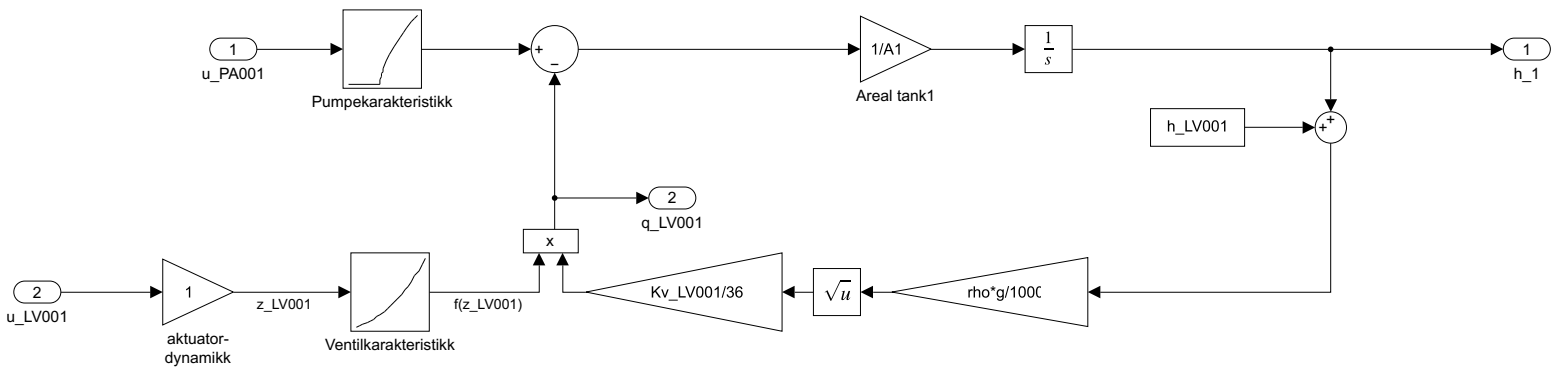 1
u_PA001
Pumpekarakteristikk
+
−
1/A1
Areal tank1
1
s
1
h_1
h_LV001
+
+
2
q_LV001
x
2
u_LV001
1
aktuator-
dynamikk
z_LV001
Ventilkarakteristikk
f(z_LV001)
Kv_LV001/36
√u
rho*g/1000